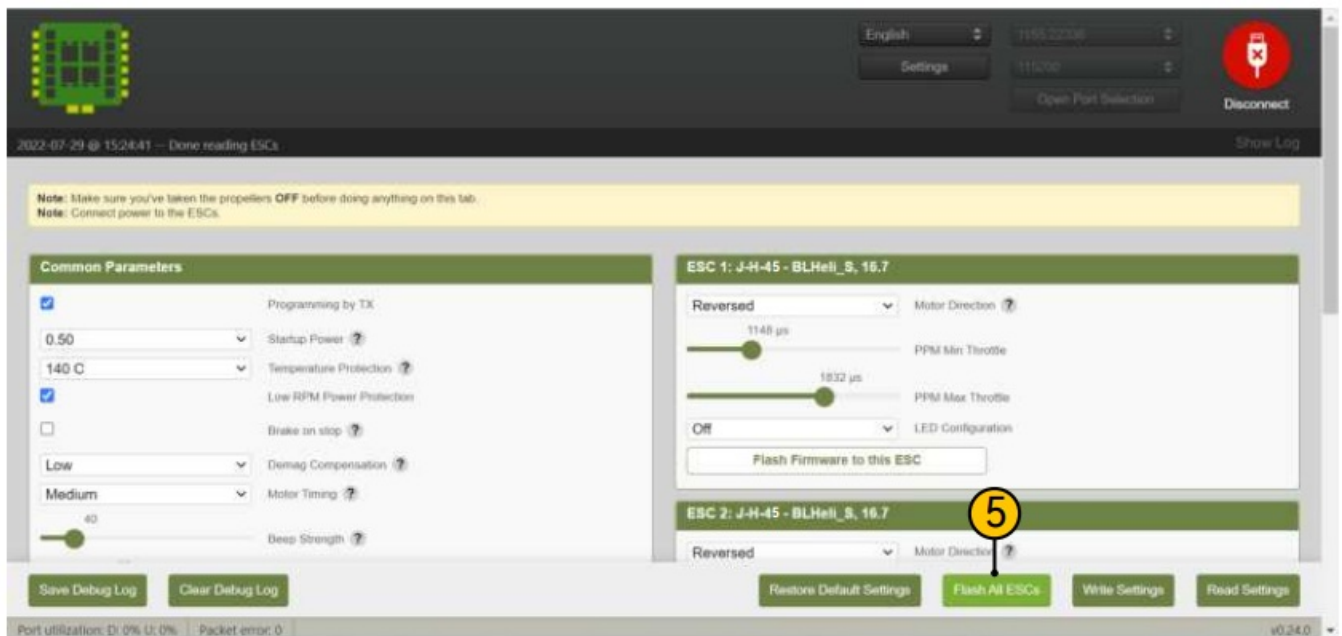 English
1155:22336
Settings
115200
Open Port Selection
Disconnect
2022-07-29 @ 15:24:41 -- Done reading ESCs
Show Log
Note: Make sure you've taken the propellers OFF before doing anything on this tab.
Note: Connect power to the ESCs.
Common Parameters
Programming by TX
0.50 Startup Power ?
140 C Temperature Protection ?
Low RPM Power Protection
Brake on stop ?
Low Demag Compensation ?
Medium Motor Timing ?
40
Beep Strength ?
ESC 1: J-H-45 - BLHeli_S, 16.7
Reversed Motor Direction ?
1148 µs
PPM Min Throttle
1832 µs
PPM Max Throttle
Off LED Configuration
Flash Firmware to this ESC
ESC 2: J-H-45 - BLHeli_S, 16.7
5
Reversed Motor Direction ?
Save Debug Log Clear Debug Log Restore Default Settings Flash All ESCs Write Settings Read Settings
Port utilization: D: 0% U: 0% Packet error: 0 v0.24.0